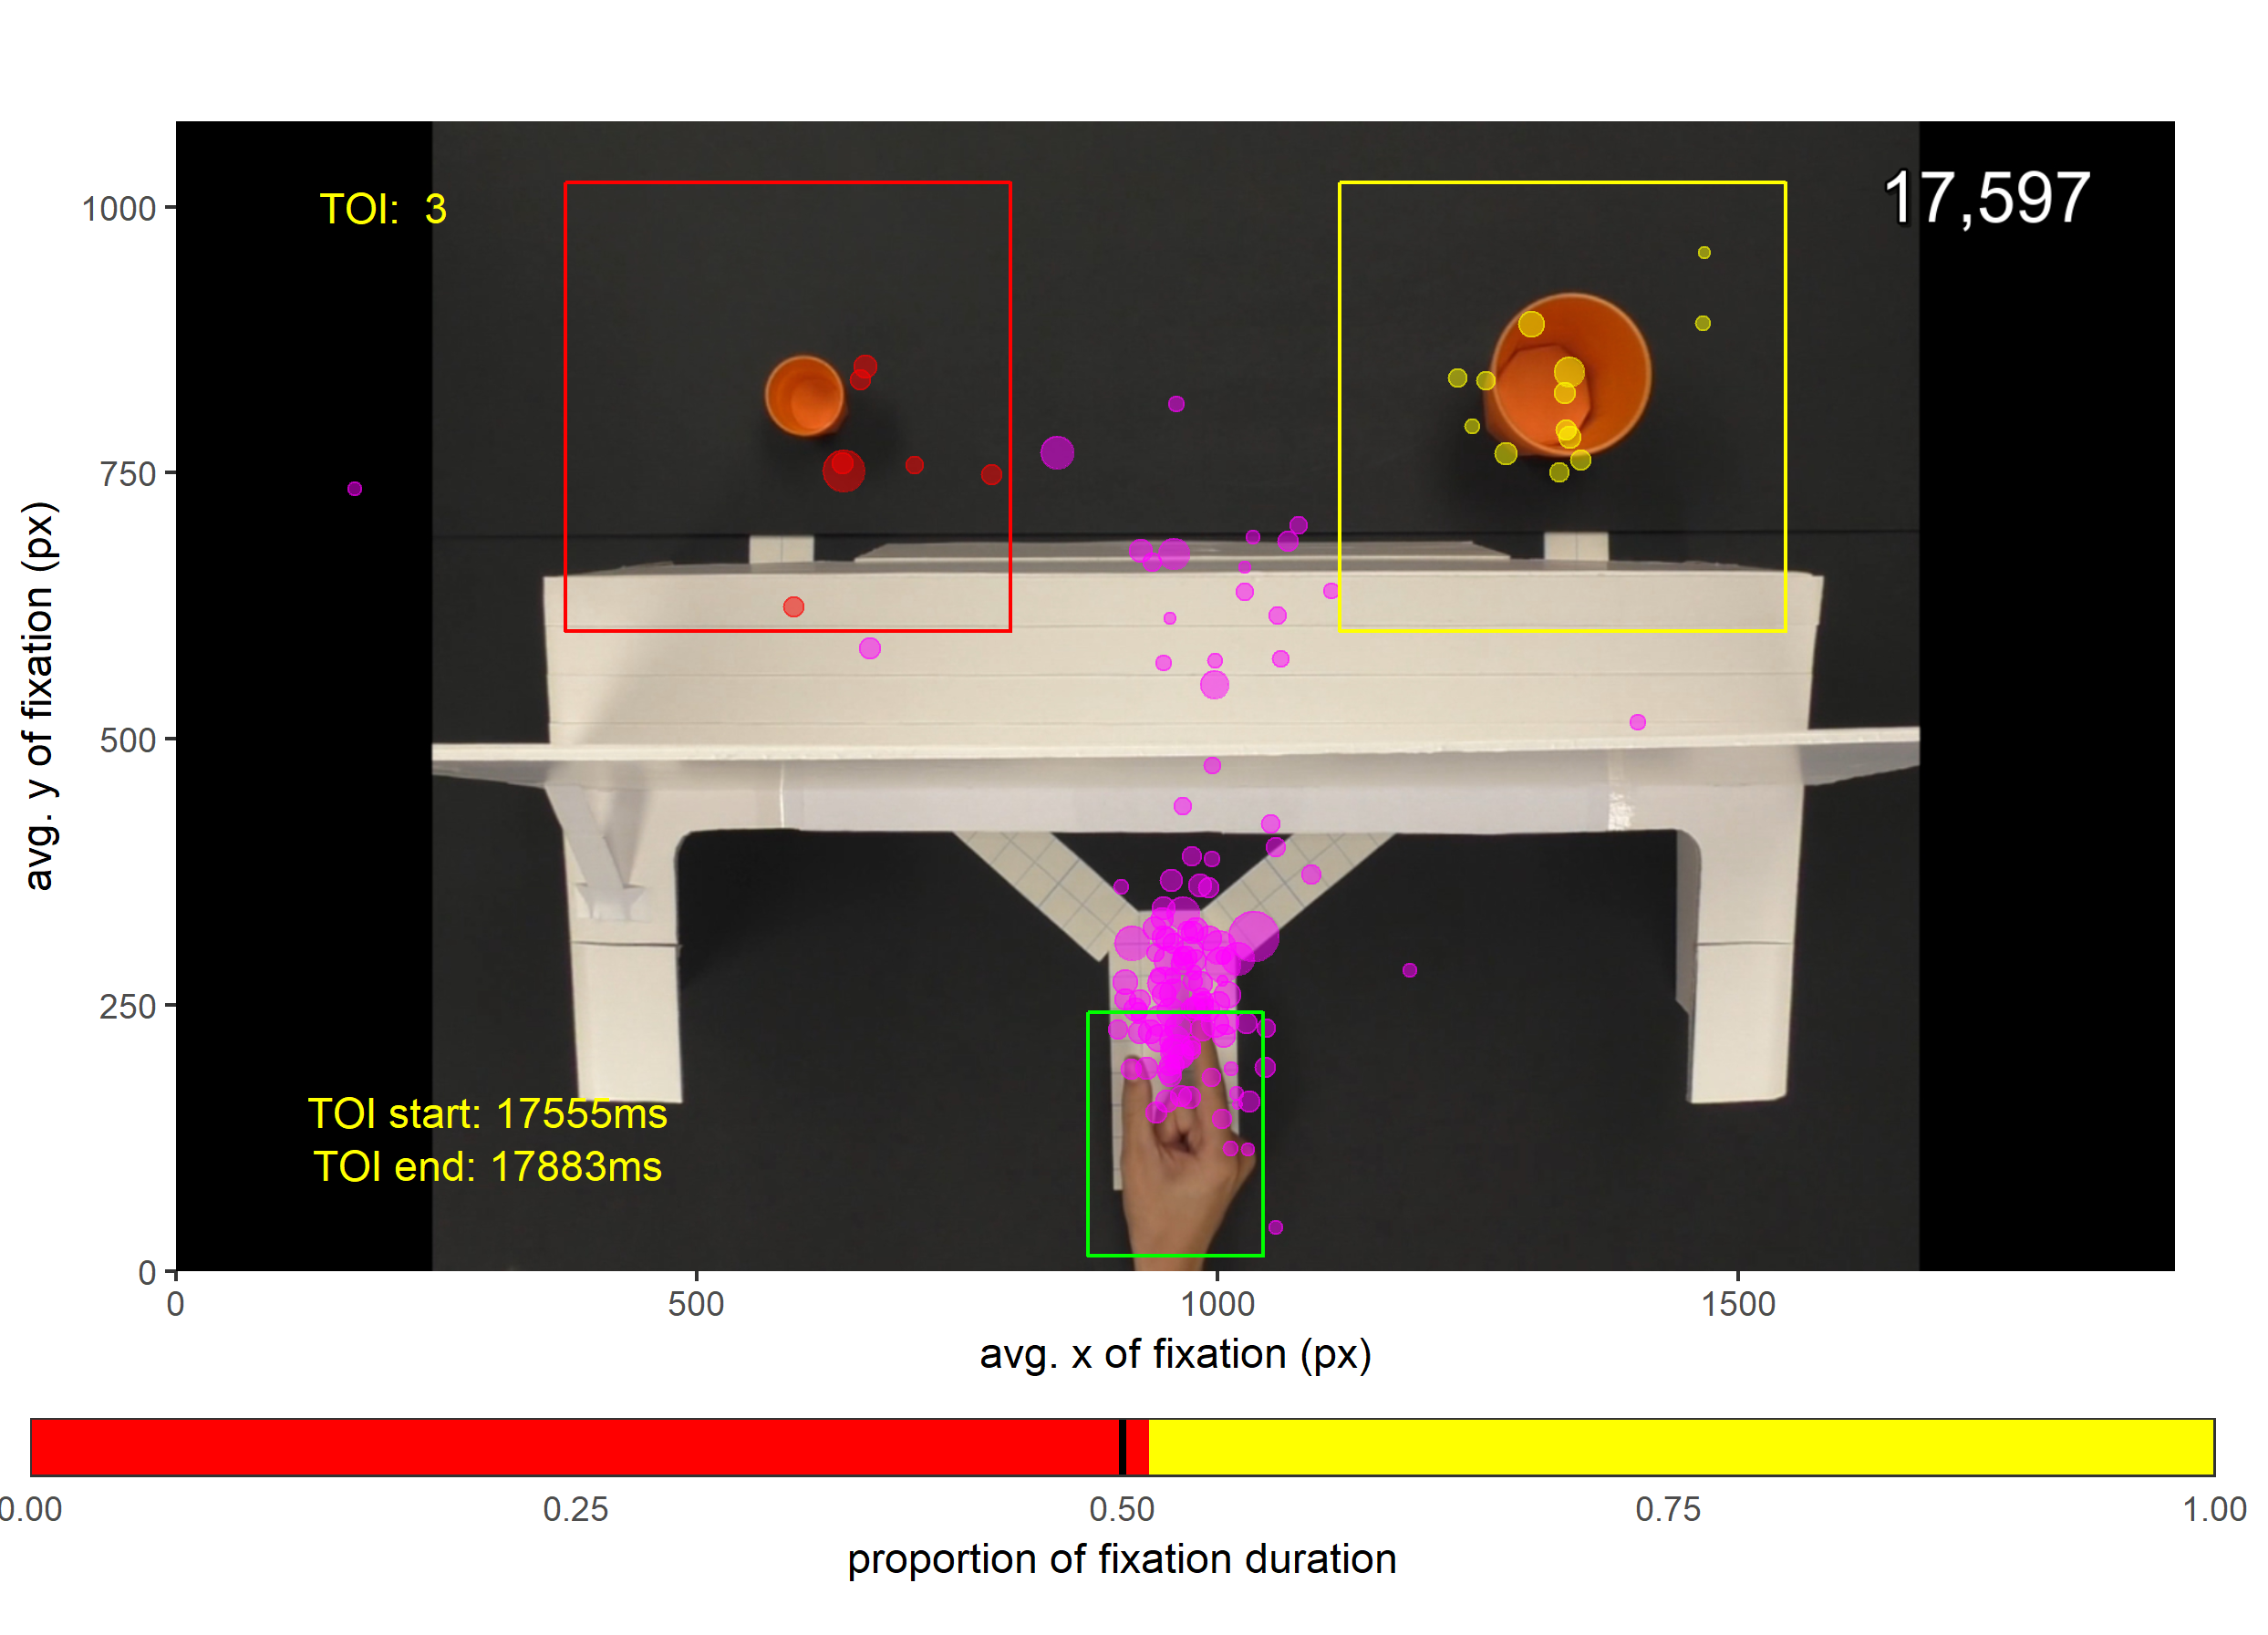 TOI: 3
17,597
1000
750
500
250
0
avg. y of fixation (px)
TOI start: 17555ms
TOI end: 17883ms
0
500
1000
1500
avg. x of fixation (px)
0.00
0.25
0.50
0.75
1.00
proportion of fixation duration